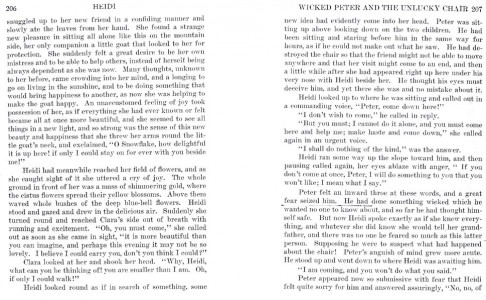 206 HEIDI
snuggled up to her new friend in a confiding manner and
slowly ate the leaves from her hand. She found a strange
new pleasure in sitting all alone like this on the mountain
side, her only companion a little goat that looked to her for
protection. She suddenly felt a great desire to be her own
mistress and to be able to help others, instead of herself being
always dependent as she was now. Many thoughts, unknown
to her before, came crowding into her mind, and a longing to
go on living in the sunshine, and to be doing something that
would bring happiness to another, as now she was helping to
make the goat happy. An unaccustomed feeling of joy took
possession of her, as if everything she had ever known or felt
became all at once more beautiful, and she seemed to see all
things in a new light, and so strong was the sense of this new
beauty and happiness that she threw her arms round the lit-
tle goat's neck, and exclaimed, "O Snowflake, how delightful
it is up here! if only I could stay on for ever with you beside
me!"
Heidi had meanwhile reached her field of flowers, and as
she caught sight of it she uttered a cry of joy. The whole
ground in front of her was a mass of shimmering gold, where
the cistus flowers spread their yellow blossoms. Above them
waved whole bushes of the deep blue-bell flowers. Heidi
stood and gazed and drew in the delicious air. Suddenly she
turned round and reached Clara's side out of breath with
running and excitement. "Oh, you must come," she called
out as soon as she came in sight, "it is more beautiful than
you can imagine, and perhaps this evening it may not be so
lovely. I believe I could carry you, don't you think I could?"
Clara looked at her and shook her head. "Why, Heidi,
what can you be thinking of! you are smaller than I am. Oh,
if only I could walk!"
Heidi looked round as if in search of something, some
WICKED PETER AND THE UNLUCKY CHAIR 207
new idea had evidently come into her head. Peter was sit-
ting up above looking down on the two children. He had
been sitting and staring before him in the same way for
hours, as if he could not make out what he saw. He had de-
stroyed the chair so that the friend might not be able to move
anywhere and that her visit might come to an end, and then
a little while after she had appeared right up here under his
very nose with Heidi beside her. He thought his eyes must
deceive him, and yet there she was and no mistake about it.
Heidi looked up to where he was sitting and called out in
a commanding voice, "Peter, come down here!"
"I don't wish to come," he called in reply.
"But you must; I cannot do it alone, and you must come
here and help me; make haste and come down," she called
again in an urgent voice.
"I shall do nothing of the kind," was the answer.
Heidi ran some way up the slope toward him, and then
pausing called again, her eyes ablaze with anger, "If you
don't come at once, Peter, I will do something to you that you
won't like; I mean what I say."
Peter felt an inward throe at these words, and a great
fear seized him. He had done something wicked which he
wanted no one to know about, and so far he had thought him-
self safe. But now Heidi spoke exactly as if she knew every-
thing, and whatever she did know she would tell her grand-
father, and there was no one he feared so much as this latter
person. Supposing he were to suspect what had happened
about the chair! Peter's anguish of mind grew more acute.
He stood up and went down to where Heidi was awaiting him.
"I am coming, and you won't do what you said."
Peter appeared now so submissive with fear that Heidi
felt quite sorry for him and answered assuringly, "No, no, of